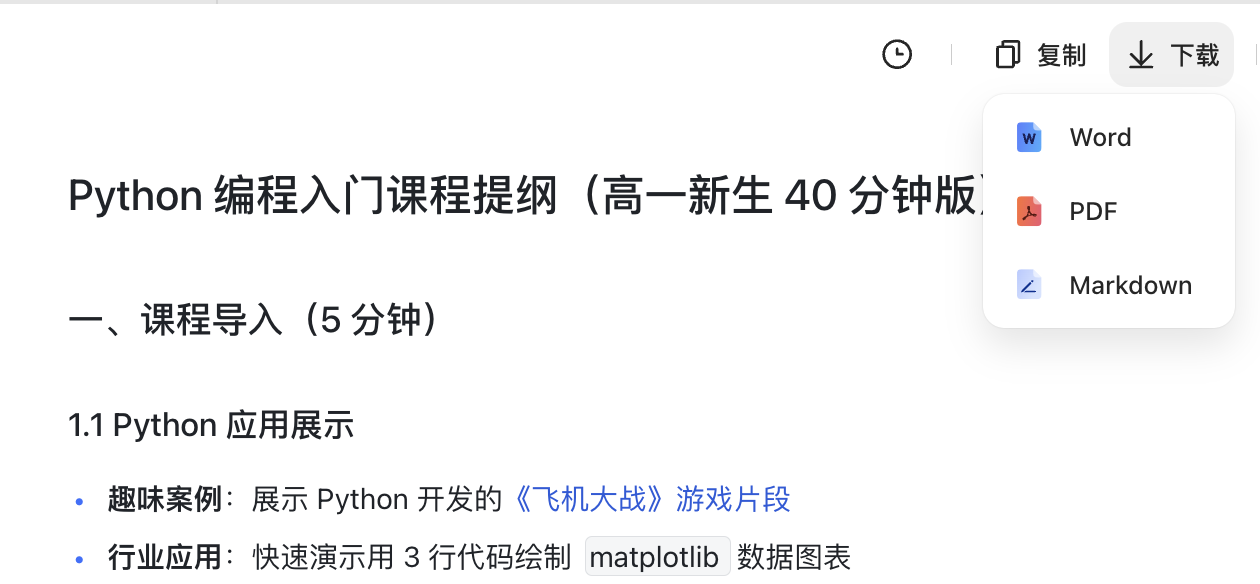 复制
下载
Word
PDF
Markdown
Python 编程入门课程提纲（高一新生 40 分钟版）
一、课程导入（5 分钟）
1.1 Python 应用展示
• 趣味案例：展示 Python 开发的《飞机大战》游戏片段
• 行业应用：快速演示用 3 行代码绘制 matplotlib 数据图表